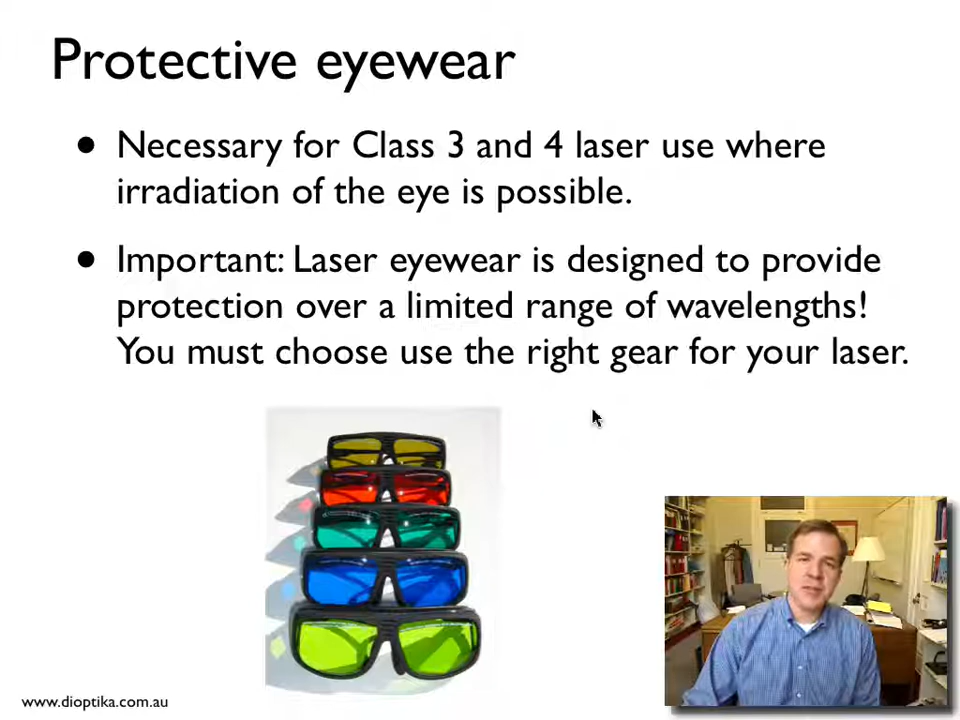 Protective eyewear
• Necessary for Class 3 and 4 laser use where
irradiation of the eye is possible.
• Important: Laser eyewear is designed to provide
protection over a limited range of wavelengths!
You must choose use the right gear for your laser.
www.dioptika.com.au